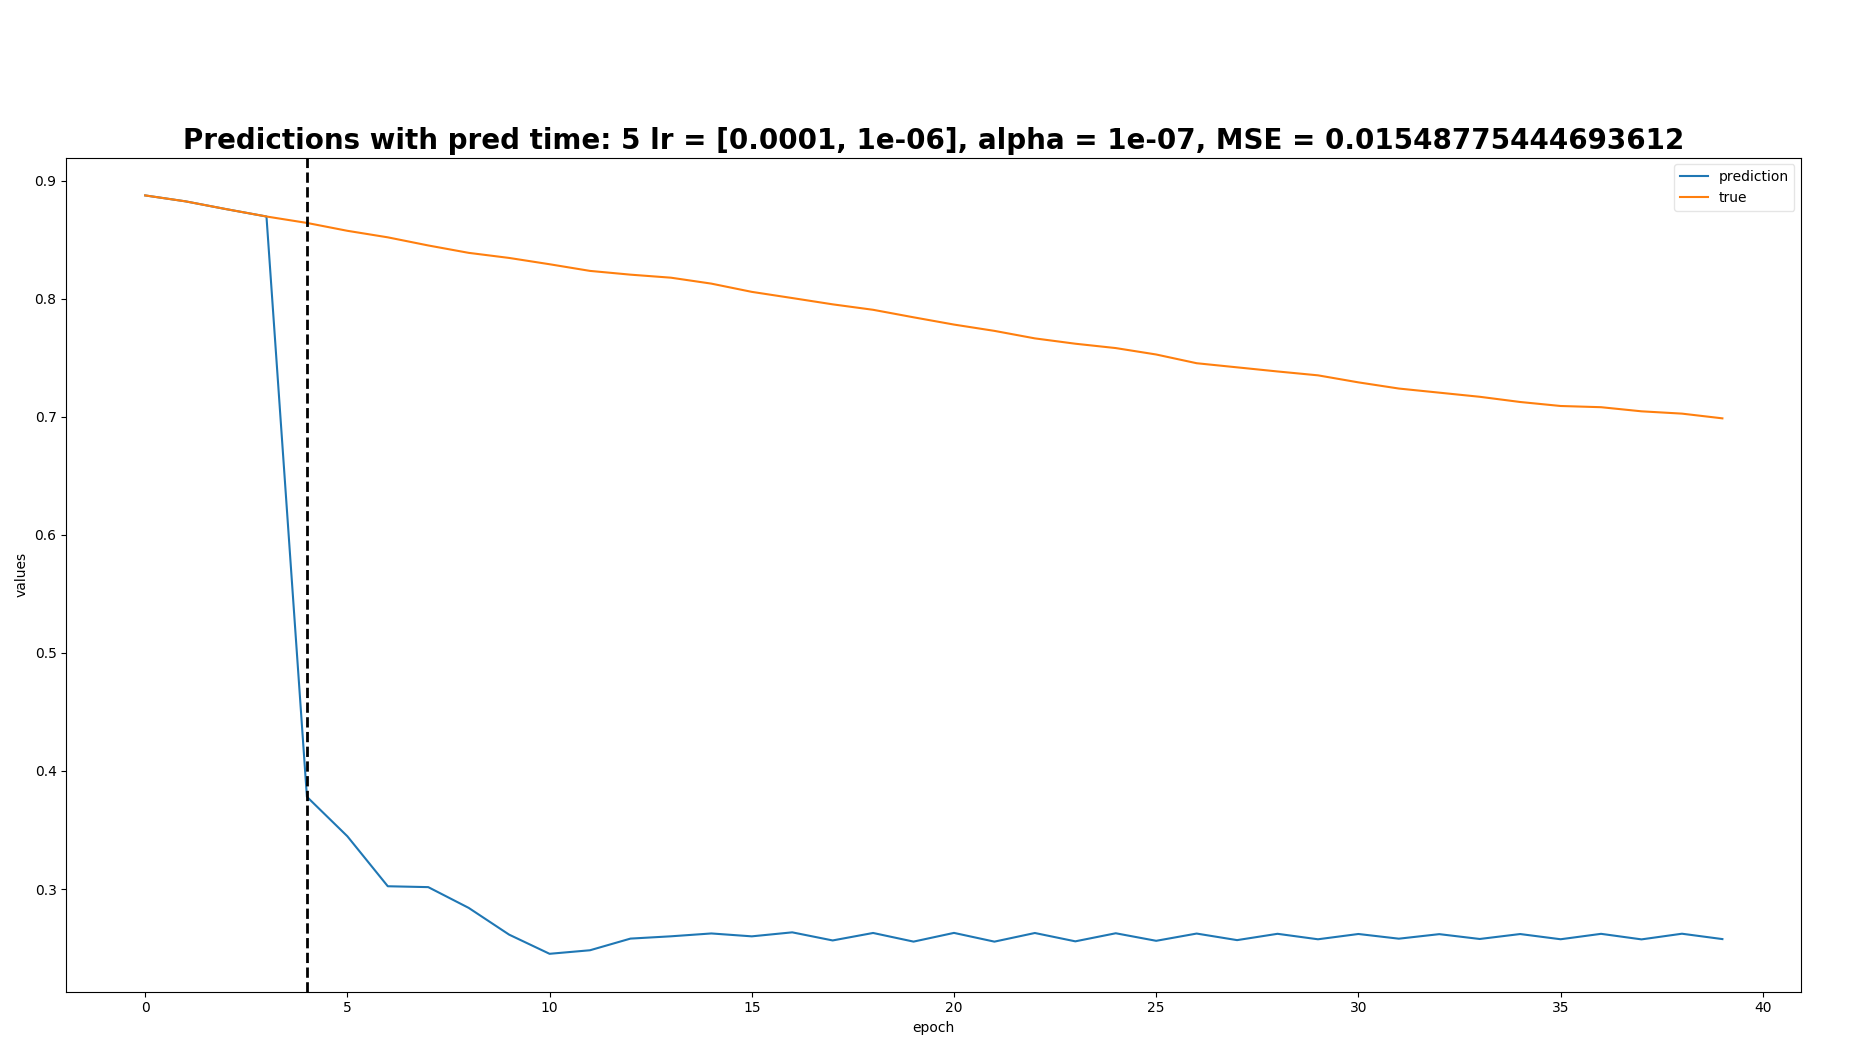 Predictions with pred time: 5 lr = [0.0001, 1e-06], alpha = 1e-07, MSE = 0.01548775444693612
prediction
true
0.9
0.8
0.7
0.6
0.5
0.4
0.3
values
0 5 10 15 20 25 30 35 40
epoch